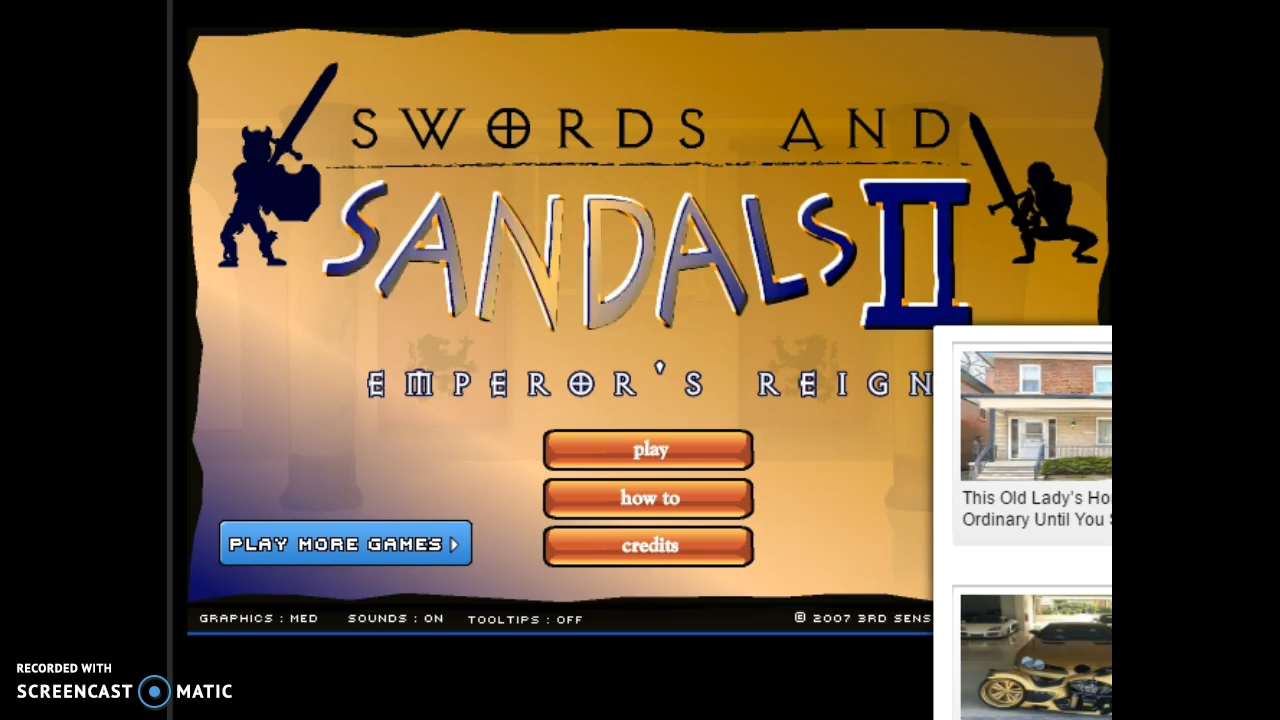 SWORDS AND
SANDALS II
EMPEROR'S REIGN
play
how to
credits
PLAY MORE GAMES
GRAPHICS : MED SOUNDS : ON TOOLTIPS : OFF © 2007 3RD SENS
This Old Lady's Ho
Ordinary Until You
RECORDED WITH
SCREENCAST MATIC